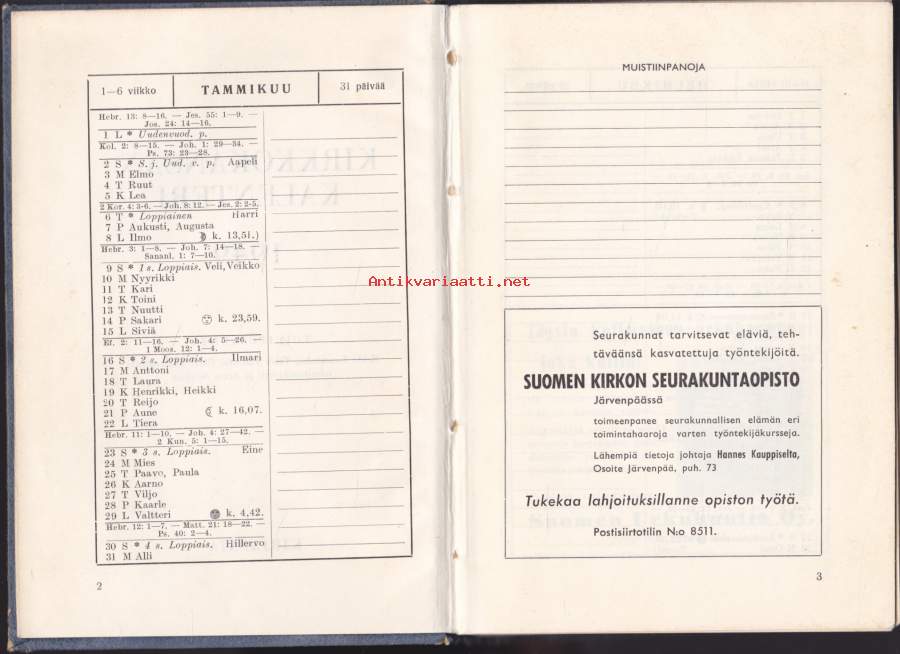 1—6 viikko TAMMIKUU 31 päivää
Hebr. 13: 8—16. — Jes. 55: 1—9. —
Jos. 24: 14—16.
1 L * Uudenvuod. p.
Kol. 2: 8—15. — Joh. 1: 29—34. —
Ps. 73: 23—28.
2 S * S. j. Uud. v. p. Aapeli
3 M Elmo
4 T Ruut
5 K Lea
2 Kor. 4: 3-6. — Joh. 8: 12. — Jes. 2: 2-5.
6 T * Loppiainen Harri
7 P Aukusti, Augusta
8 L Ilmo k. 13,51.)
Hebr. 3: 1—8. — Joh. 7: 14—18. —
Sananl. 1: 7—10.
9 S * 1 s. Loppiais. Veli, Veikko
10 M Nyyrikki
11 T Kari
12 K Toini
13 T Nuutti
14 P Sakari k. 23,59.
15 L Siviä
Ef. 2: 11—16. — Joh. 4: 5—26. —
1 Moos. 12: 1—4.
16 S * 2 s. Loppiais. Ilmari
17 M Anttoni
18 T Laura
19 K Henrikki, Heikki
20 T Reijo
21 P Aune k. 16,07.
22 L Tiera
Hebr. 11: 1—10. — Joh. 4: 27—42. —
2 Kun. 5: 1—15.
23 S * 3 s. Loppiais. Eine
24 M Mies
25 T Paavo, Paula
26 K Aarno
27 T Viljo
28 P Kaarle
29 L Valtteri k. 4,42.
Hebr. 12: 1—7. — Matt. 21: 18—22. —
Ps. 40: 2—4.
30 S * 4 s. Loppiais. Hillervo
31 M Alli
2
MUISTIINPANOJA
Antikvariaatti.net
Seurakunnat tarvitsevat eläviä, teh-
täväänsä kasvatettuja työntekijöitä.
SUOMEN KIRKON SEURAKUNTAOPISTO
Järvenpäässä
toimeenpanee seurakunnallisen elämän eri
toimintahaaroja varten työntekijäkursseja.
Lähempiä tietoja johtaja Hannes Kauppiselta,
Osoite Järvenpää, puh. 73
Tukekaa lahjoituksillanne opiston työtä.
Postisiirtotilin N:o 8511.
3